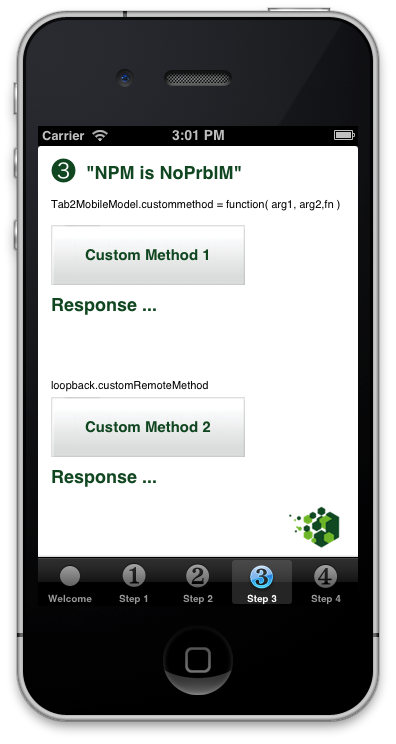 Carrier 3:01 PM
3 "NPM is NoPrblM"
Tab2MobileModel.custommethod = function( arg1, arg2,fn )
Custom Method 1
Response ...
loopback.customRemoteMethod
Custom Method 2
Response ...
1 2 3 4
Welcome Step 1 Step 2 Step 3 Step 4